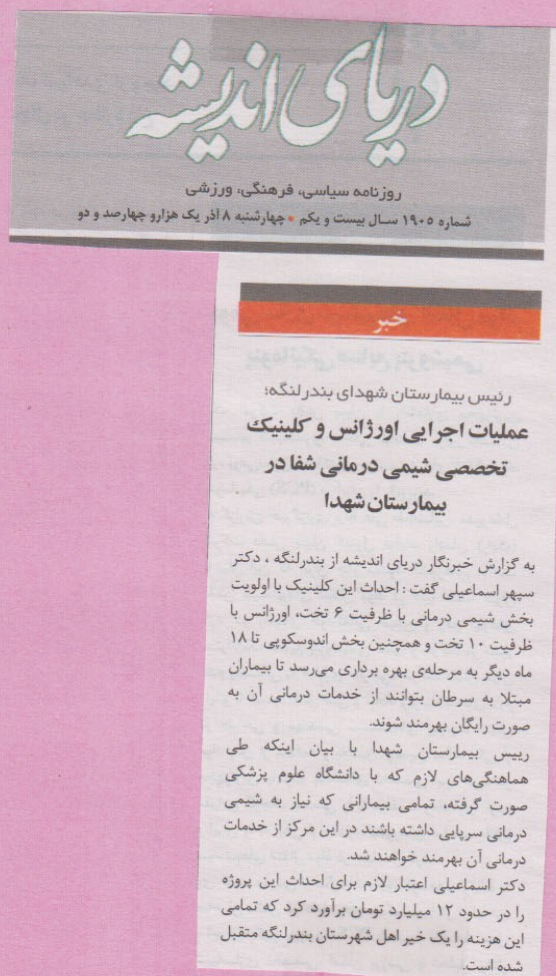 دریای اندیشه
روزنامه سیاسی، فرهنگی، ورزشی
شماره ۱۹۰۵ سال بیست و یکم • چهارشنبه ۸ آذر یک هزارو چهارصد و دو
خبر
رئیس بیمارستان شهدای بندرلنگه؛
عملیات اجرایی اورژانس و کلینیک
تخصصی شیمی درمانی شفا در
بیمارستان شهدا
به گزارش خبرنگار دریای اندیشه از بندرلنگه ، دکتر
سپهر اسماعیلی گفت : احداث این کلینیک با اولویت
بخش شیمی درمانی با ظرفیت ۶ تخت، اورژانس با
ظرفیت ۱۰ تخت و همچنین بخش اندوسکوپی تا ۱۸
ماه دیگر به مرحله‌ی بهره برداری می‌رسد تا بیماران
مبتلا به سرطان بتوانند از خدمات درمانی آن به
صورت رایگان بهرمند شوند.
رییس بیمارستان شهدا با بیان اینکه طی
هماهنگی‌های لازم که با دانشگاه علوم پزشکی
صورت گرفته، تمامی بیمارانی که نیاز به شیمی
درمانی سرپایی داشته باشند در این مرکز از خدمات
درمانی آن بهرمند خواهند شد.
دکتر اسماعیلی اعتبار لازم برای احداث این پروژه
را در حدود ۱۲ میلیارد تومان برآورد کرد که تمامی
این هزینه را یک خیر اهل شهرستان بندرلنگه متقبل
شده است.